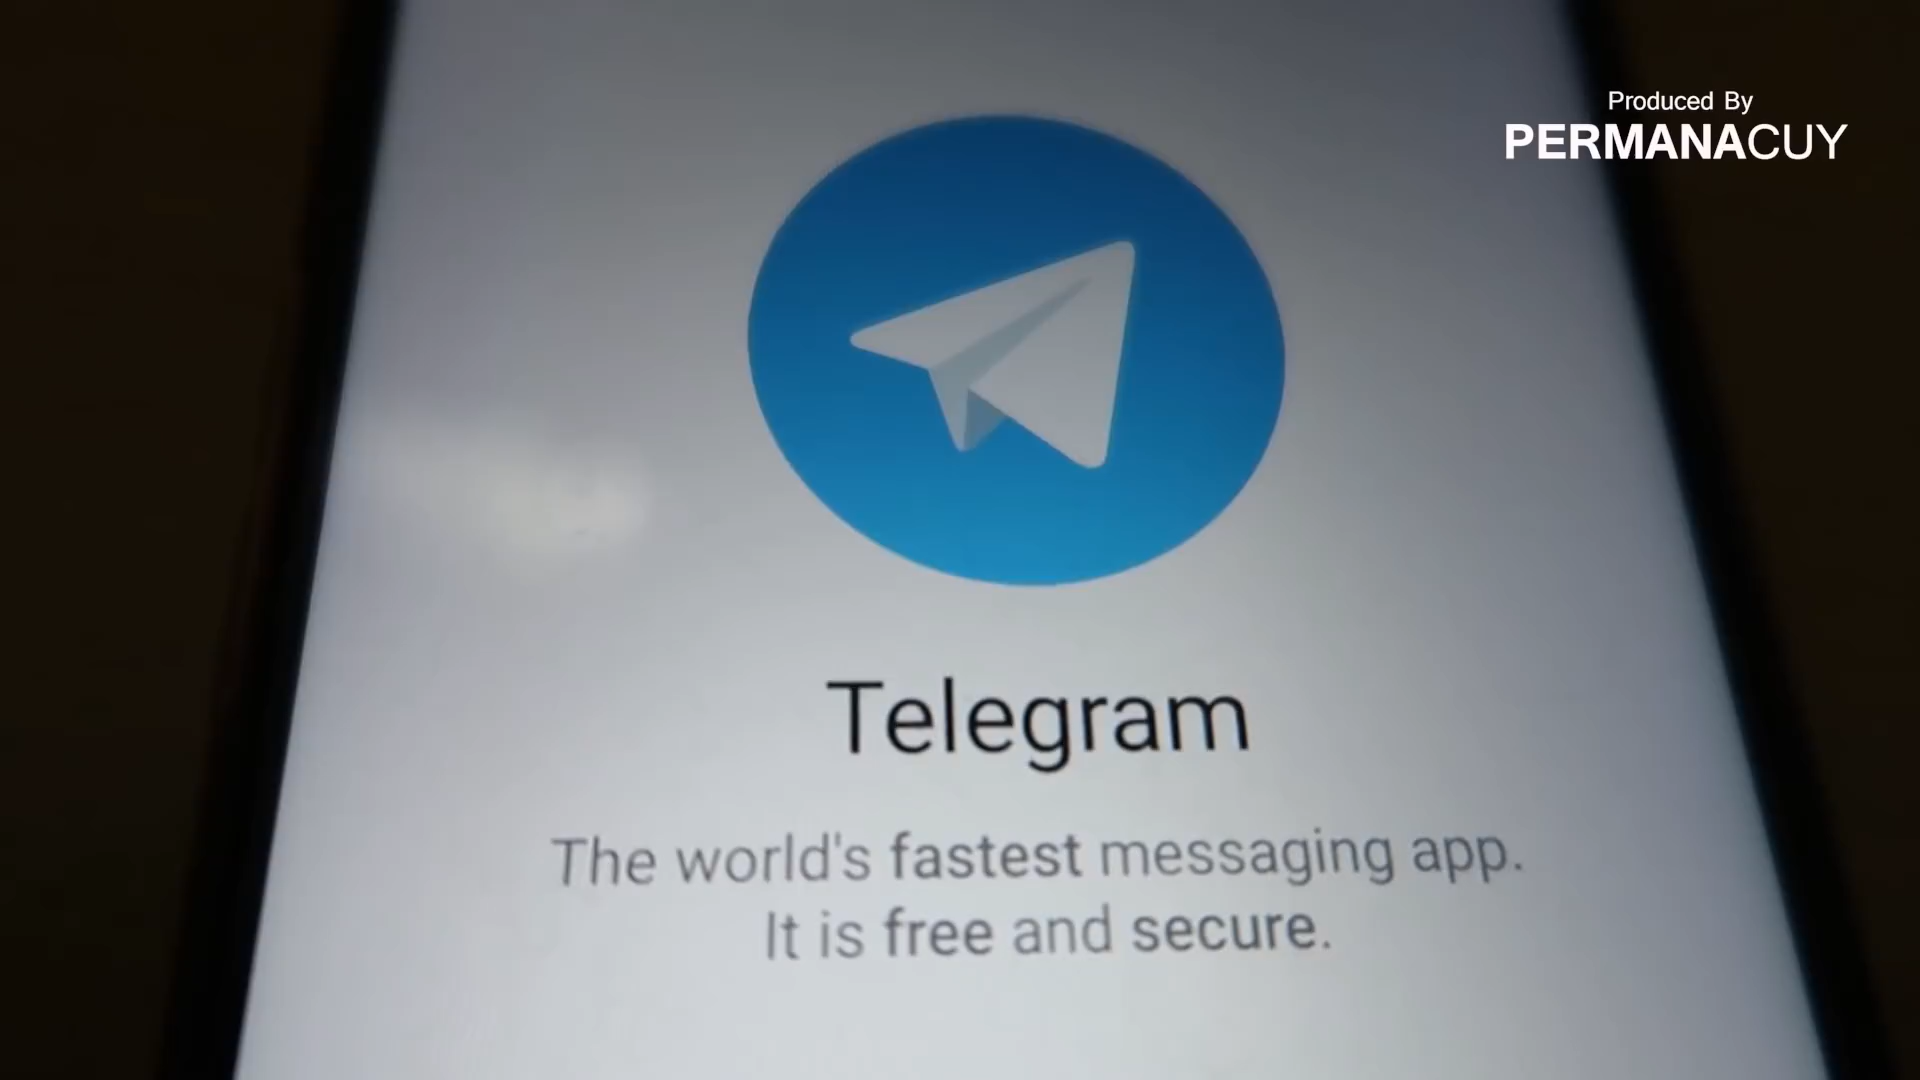 Produced By
PERMANACUY
Telegram
The world's fastest messaging app.
It is free and secure.